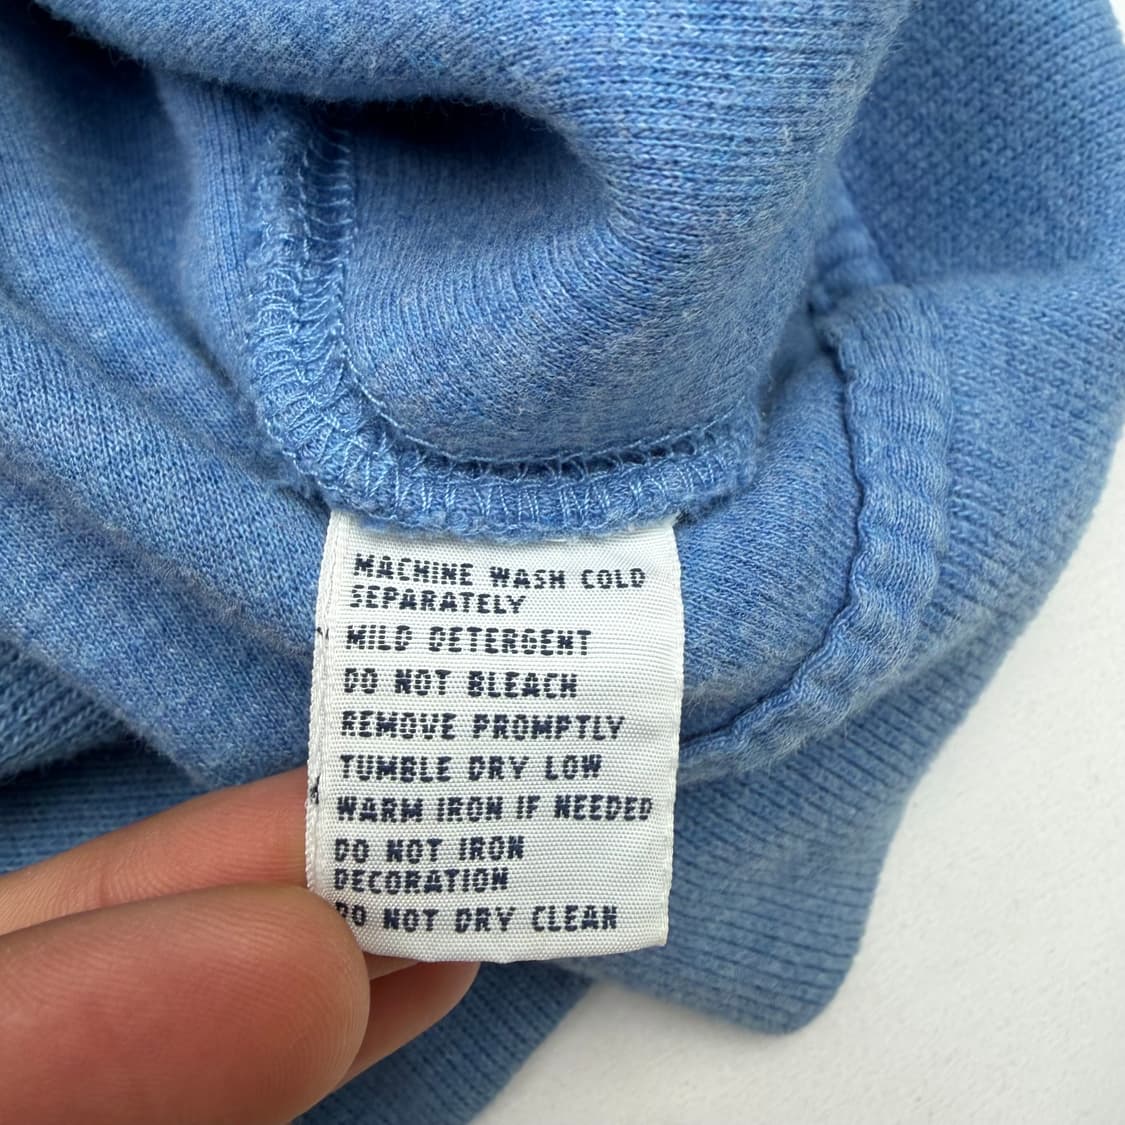 MACHINE WASH COLD
SEPARATELY
MILD DETERGENT
DO NOT BLEACH
REMOVE PROMPTLY
TUMBLE DRY LOW
WARM IRON IF NEEDED
DO NOT IRON
DECORATION
DO NOT DRY CLEAN